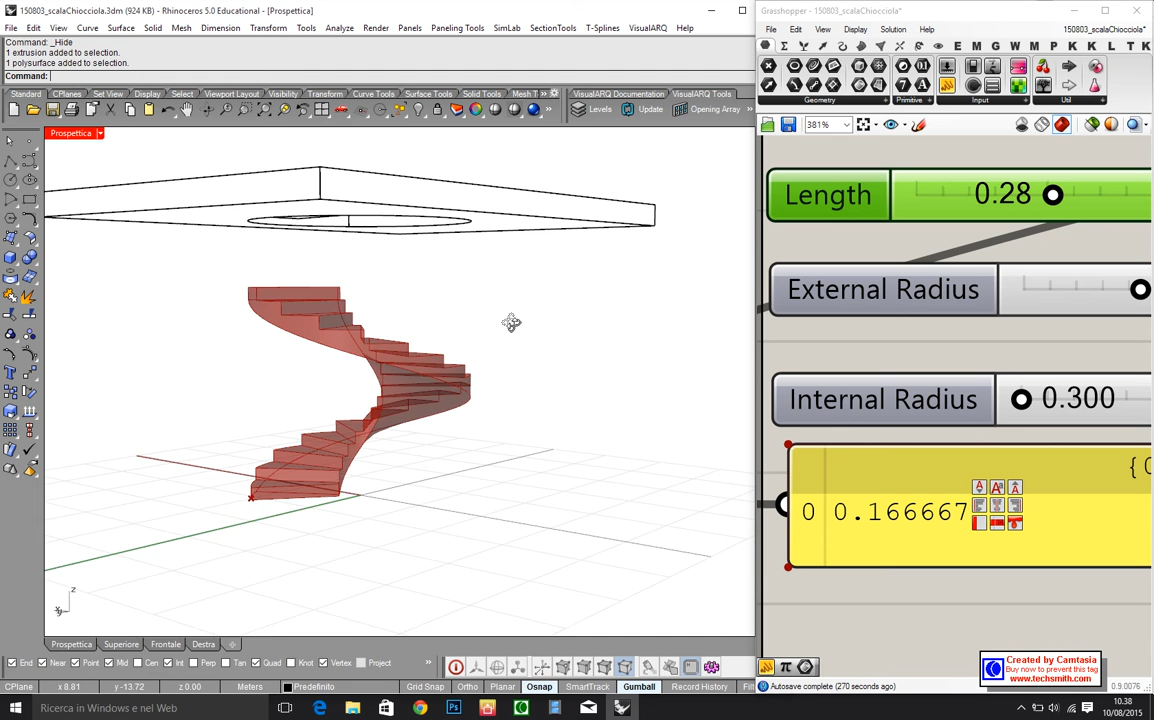 150803_scalaChiocciola.3dm (924 KB) - Rhinoceros 5.0 Educational - [Prospettica]
File Edit View Curve Surface Solid Mesh Dimension Transform Tools Analyze Render Panels Paneling Tools SimLab SectionTools T-Splines VisualARQ Help
Command: _Hide
1 extrusion added to selection.
1 polysurface added to selection.
Command:
Standard CPlanes Set View Display Select Viewport Layout Visibility Transform Curve Tools Surface Tools Solid Tools Mesh T VisualARQ Documentation VisualARQ Tools
Levels Update Opening Array
Prospettica
z
y
Prospettica Superiore Frontale Destra
End Near Point Mid Cen Int Perp Tan Quad Knot Vertex Project
CPlane x 8.81 y -13.72 z 0.00 Meters Predefinito Grid Snap Ortho Planar Osnap SmartTrack Gumball Record History Filt
Grasshopper - 150803_scalaChiocciola*
File Edit View Display Solution Help 150803_scalaChiocciola*
E M G W M P K K L T K
Geometry Primitive Input Util
381%
Length 0.28
External Radius
Internal Radius 0.300
{0
0 0.166667
Created by Camtasia
Buy now to prevent this tag
www.techsmith.com
Autosave complete (270 seconds ago) 0.9.0076
Ricerca in Windows e nel Web
10.38
10/08/2015